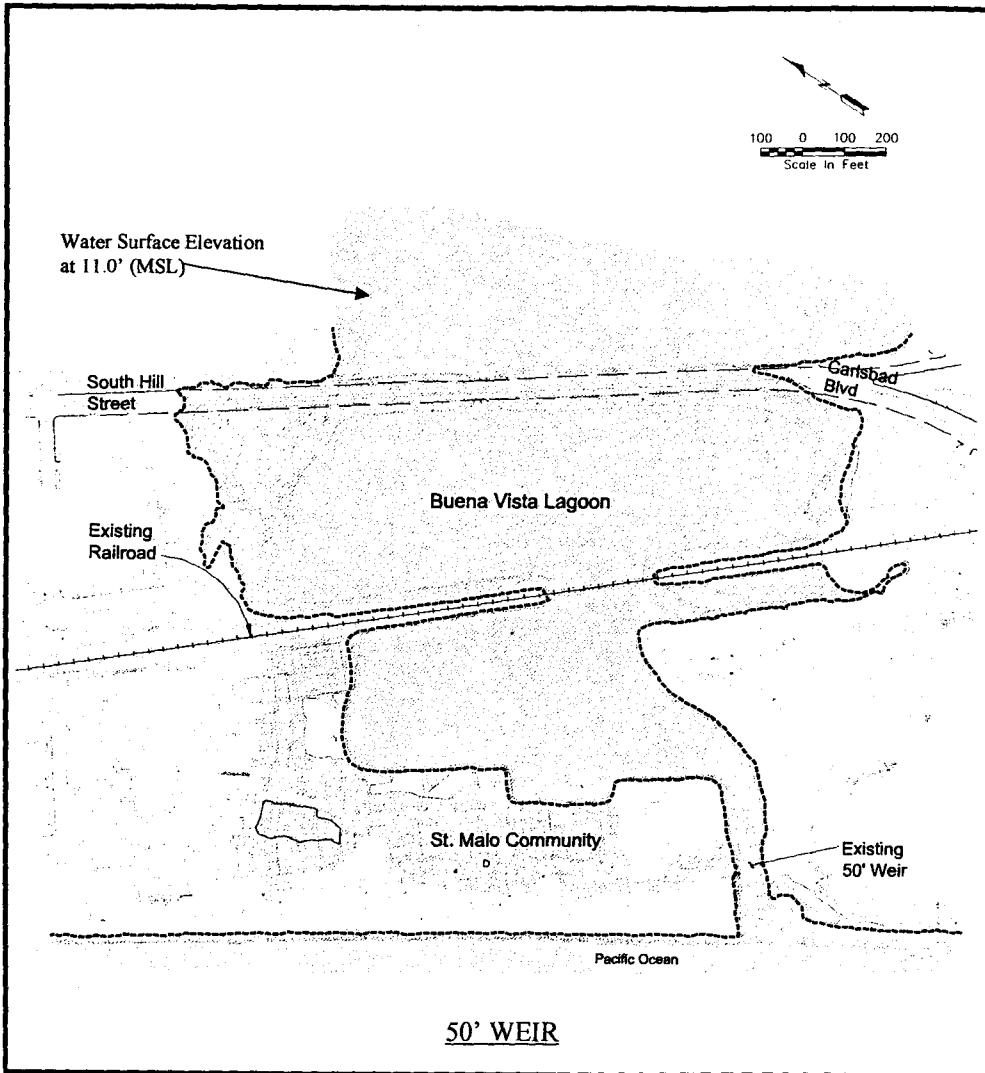 N
100 0 100 200
Scale In Feet
Water Surface Elevation
at 11.0' (MSL)
South Hill
Street
Carlsbad
Blvd
Buena Vista Lagoon
Existing
Railroad
St. Malo Community
D
Existing
50' Weir
Pacific Ocean
50' WEIR